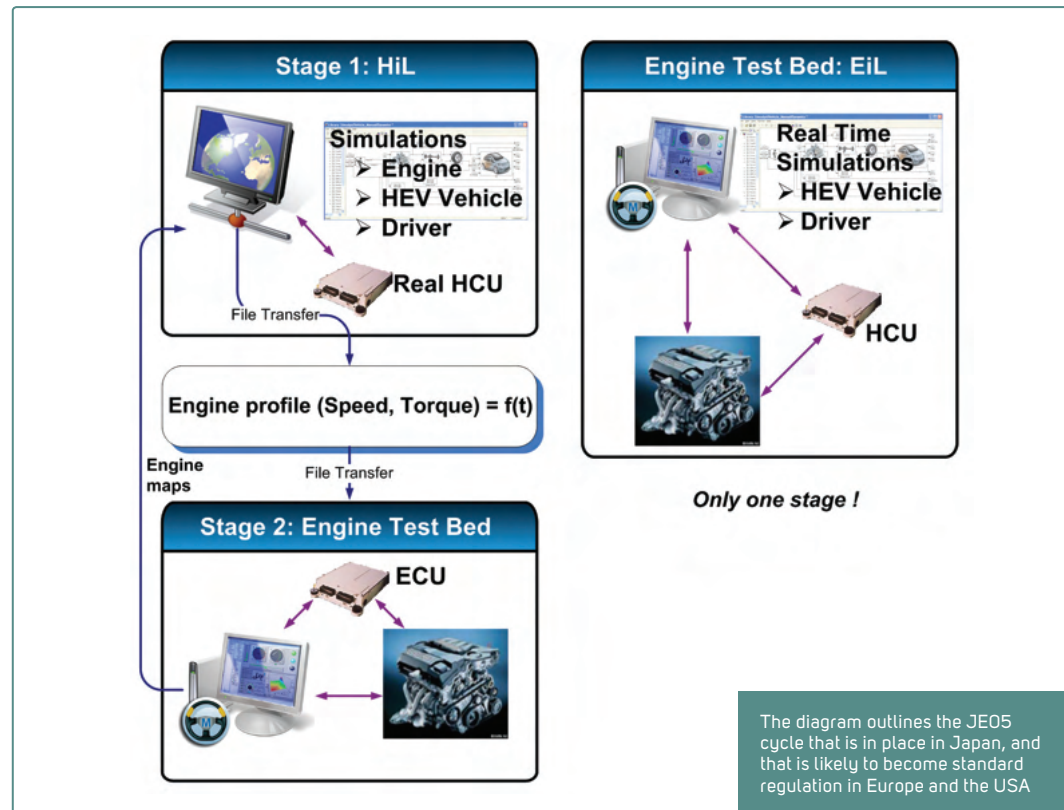 Stage 1: HiL
Simulations
➤ Engine
➤ HEV Vehicle
➤ Driver
Real HCU
File Transfer
Engine profile (Speed, Torque) = f(t)
Engine
maps
File Transfer
Stage 2: Engine Test Bed
ECU
Engine Test Bed: EiL
Real Time
Simulations
➤ HEV Vehicle
➤ Driver
HCU
Only one stage !
The diagram outlines the JE05
cycle that is in place in Japan, and
that is likely to become standard
regulation in Europe and the USA